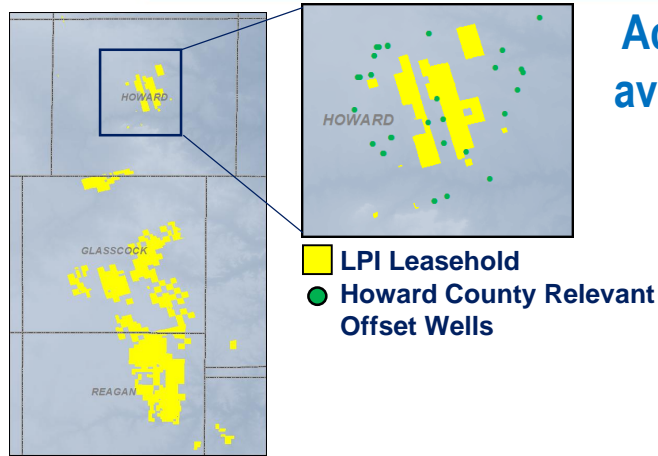 HOWARD
GLASSCOCK
REAGAN
HOWARD
LPI Leasehold
Howard County Relevant
Offset Wells